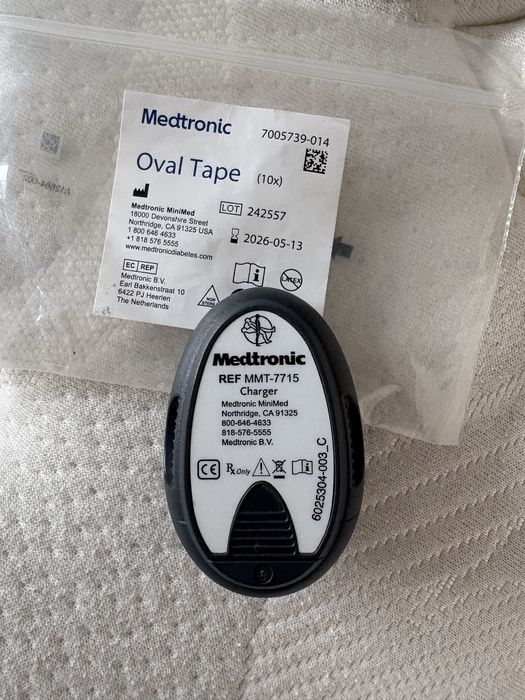 Medtronic
7005739-014
Oval Tape (10x)
Medtronic MiniMed
18000 Devonshire Street
Northridge, CA 91325 USA
1 800 646 4633
+1 818 576 5555
www.medtronicdiabetes.com
LOT 242557
2026-05-13
EC REP
Medtronic B.V.
Earl Bakkenstraat 10
6422 PJ Heerlen
The Netherlands
NON
LATEX
Medtronic
REF MMT-7715
Charger
Medtronic MiniMed
Northridge, CA 91325
800-646-4633
818-576-5555
Medtronic B.V.
CE Rx Only
6025304-003_C